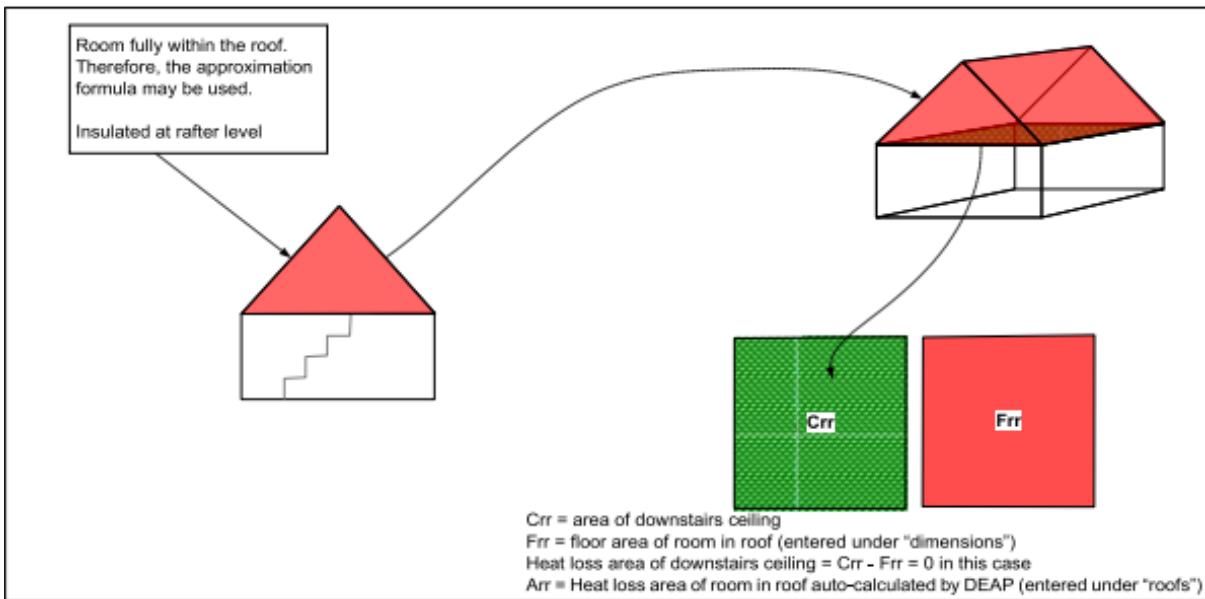 Room fully within the roof.
Therefore, the approximation
formula may be used.
Insulated at rafter level
Crr
Frr
Crr = area of downstairs ceiling
Frr = floor area of room in roof (entered under “dimensions”)
Heat loss area of downstairs ceiling = Crr - Frr = 0 in this case
Arr = Heat loss area of room in roof auto-calculated by DEAP (entered under “roofs”)